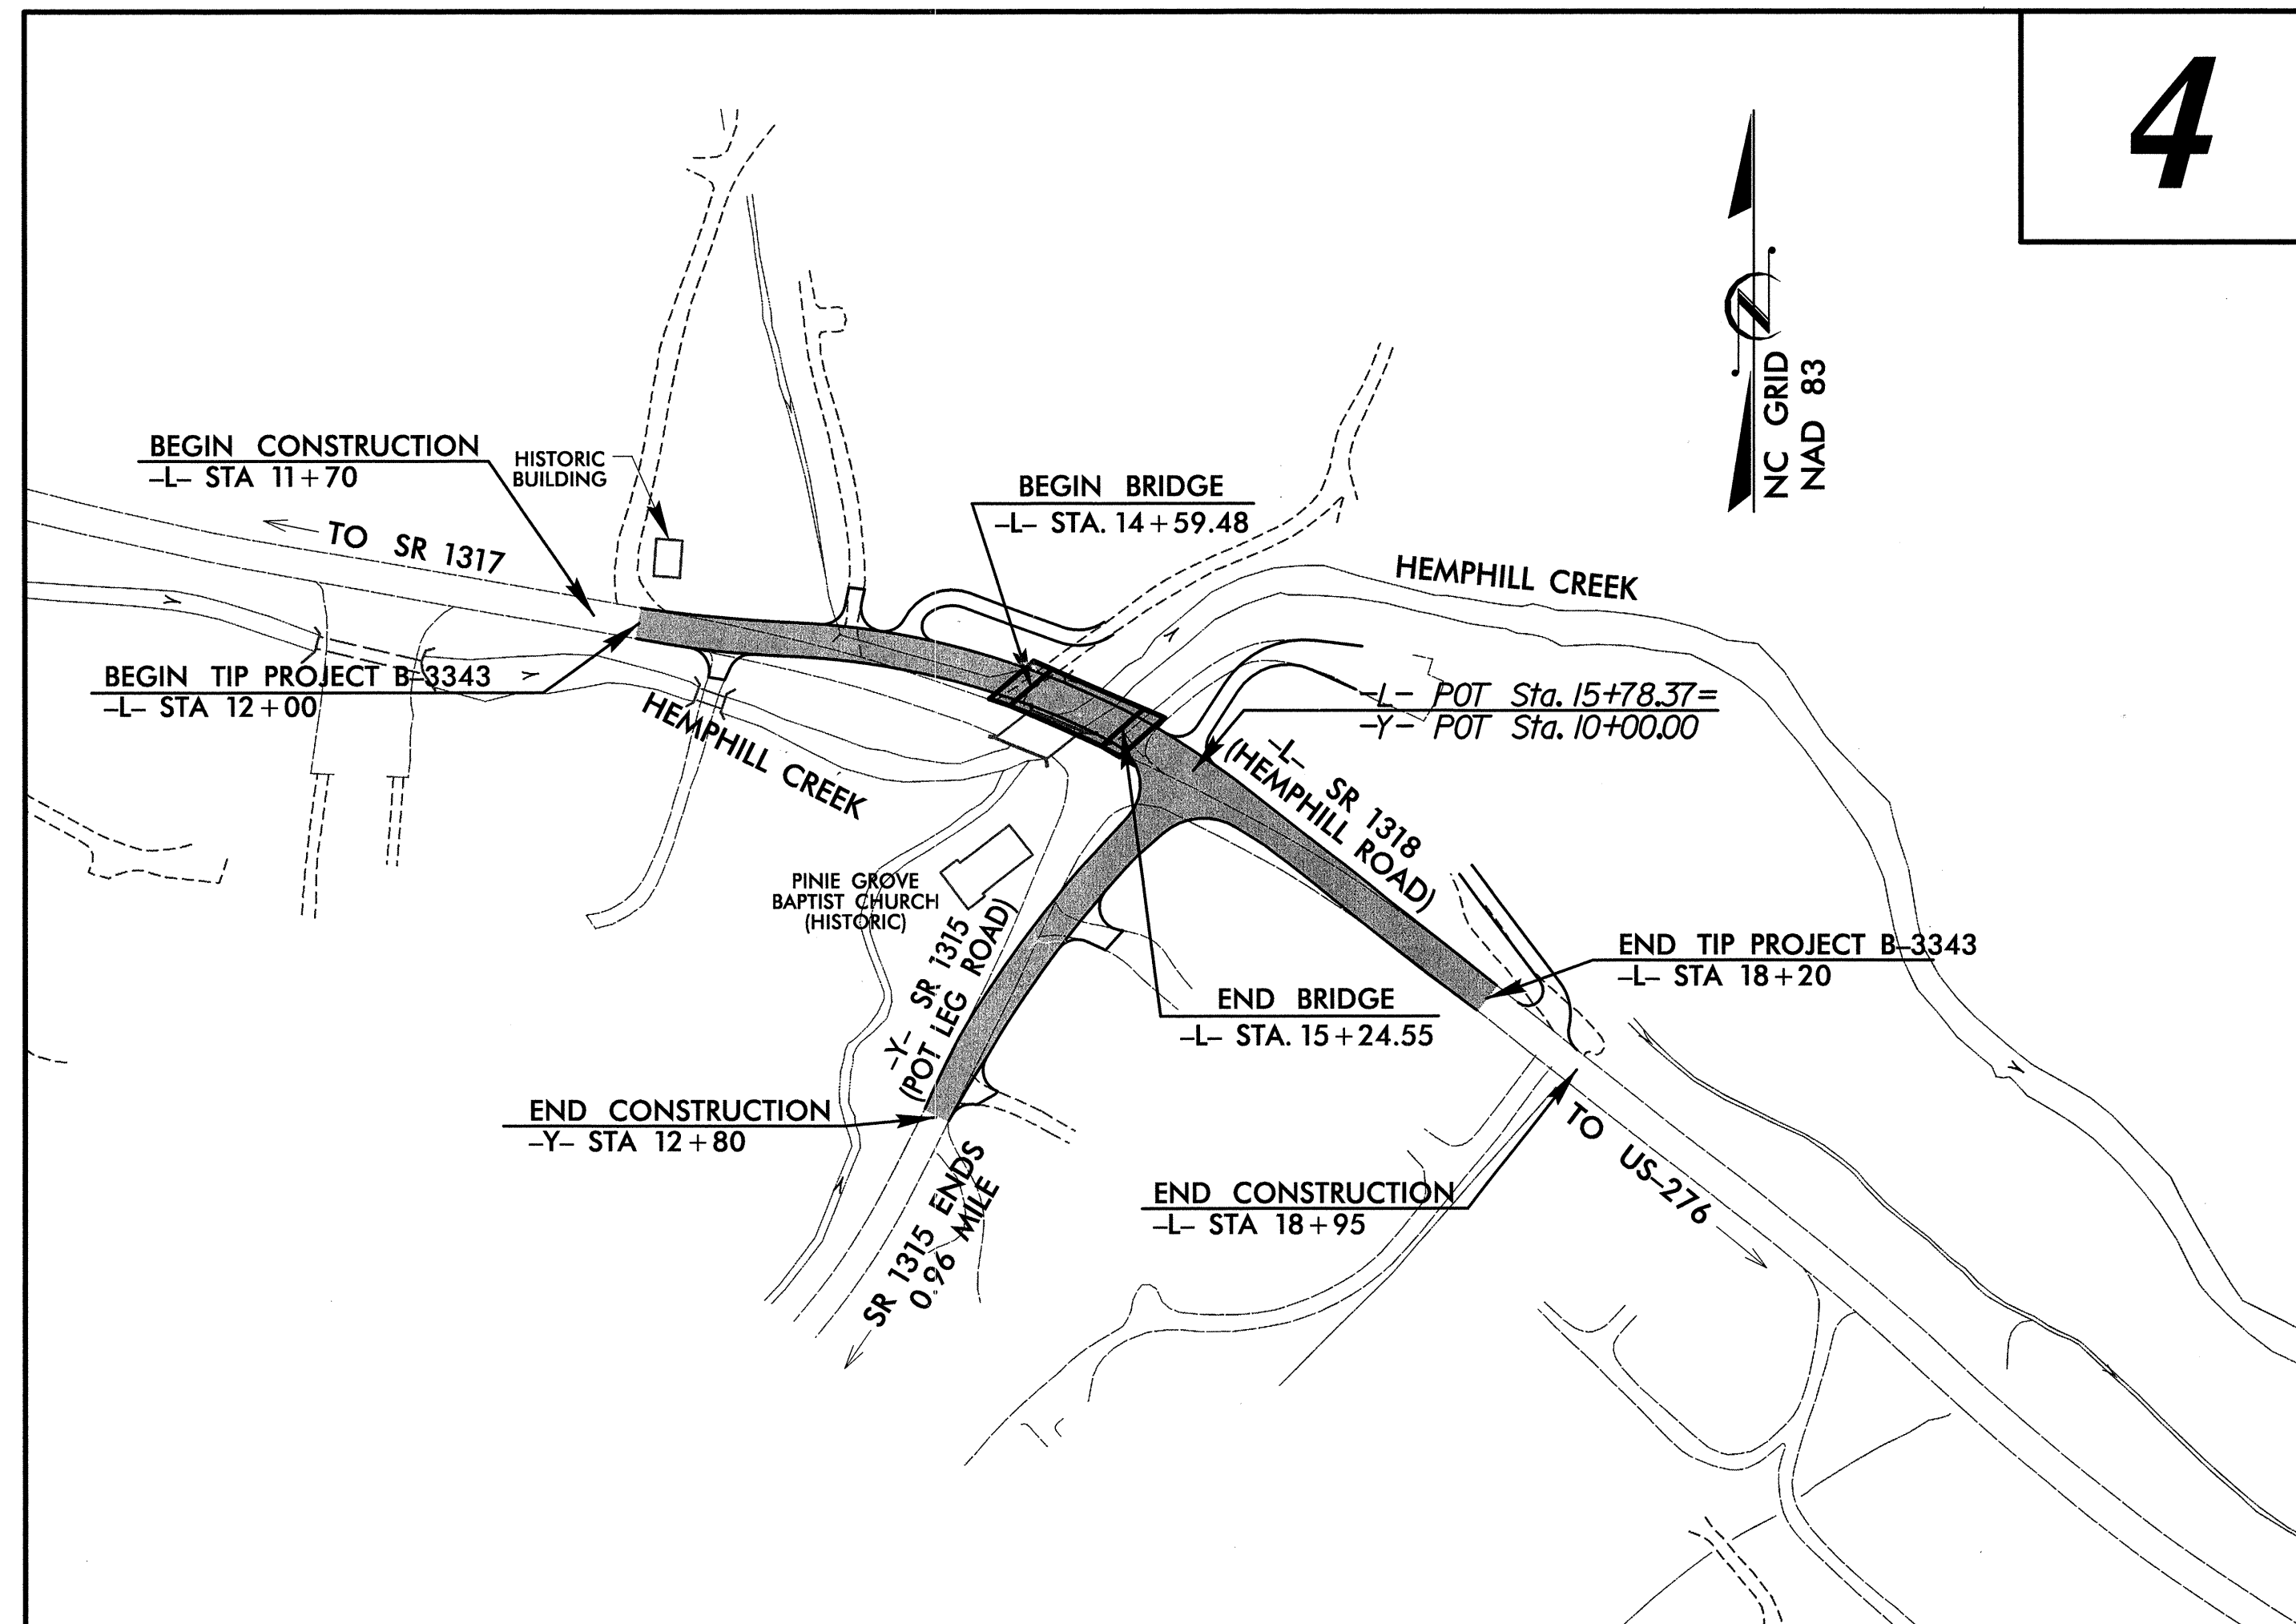 4
NC GRID
NAD 83
BEGIN CONSTRUCTION
–L– STA 11+70
HISTORIC
BUILDING
BEGIN BRIDGE
–L– STA. 14+59.48
TO SR 1317
HEMPHILL CREEK
BEGIN TIP PROJECT B–3343
–L– STA 12+00
HEMPHILL CREEK
–L– POT Sta. 15+78.37=
–Y– POT Sta. 10+00.00
–L– SR 1318
(HEMPHILL ROAD)
PINIE GROVE
BAPTIST CHURCH
(HISTORIC)
–Y– SR 1315
(POT LEG ROAD)
END TIP PROJECT B–3343
–L– STA 18+20
END BRIDGE
–L– STA. 15+24.55
END CONSTRUCTION
–Y– STA 12+80
TO US–276
END CONSTRUCTION
–L– STA 18+95
SR 1315 ENDS
0.96 MILE